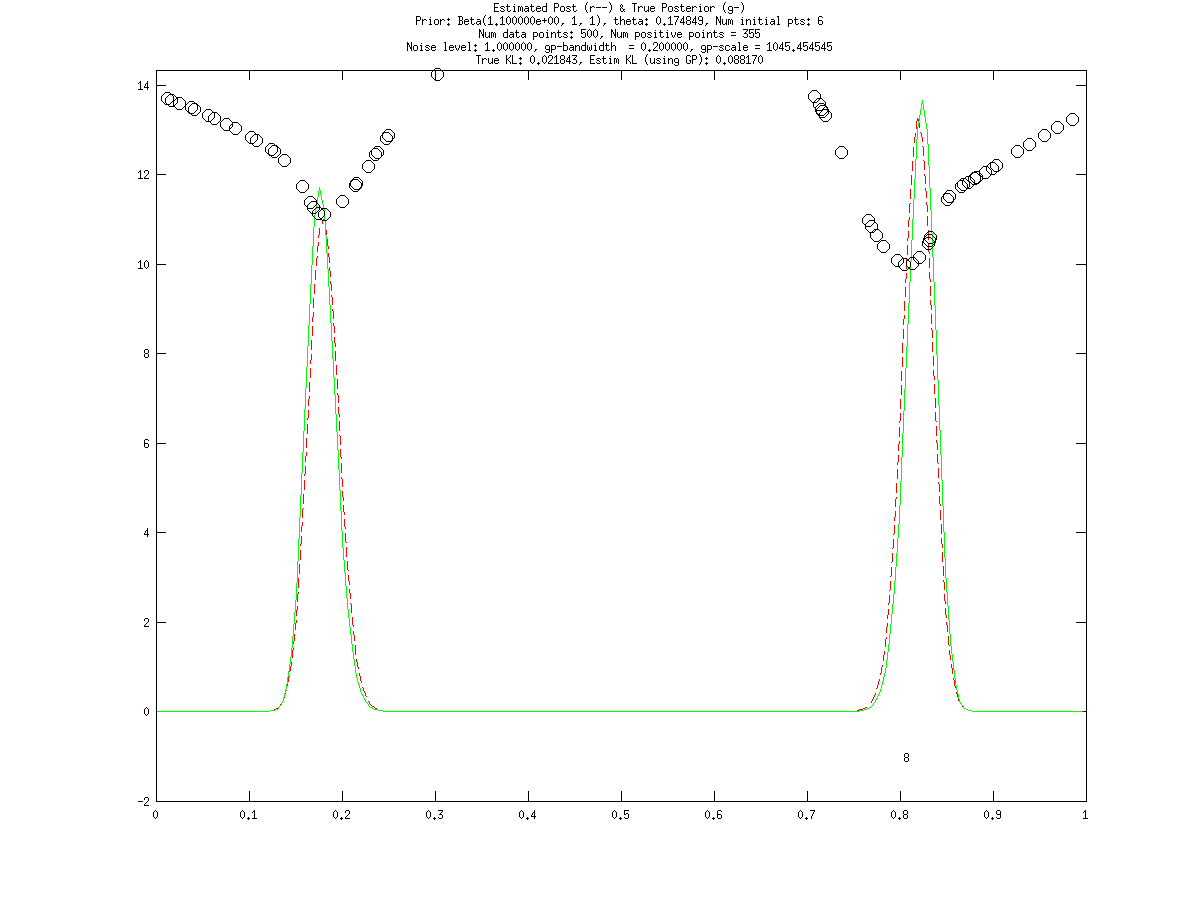 Estimated Post (r--) & True Posterior (g-)
Prior: Beta(1.100000e+00, 1, 1), theta: 0.174849, Num initial pts: 6
Num data points: 500, Num positive points = 355
Noise level: 1.000000, gp-bandwidth  = 0.200000, gp-scale = 1045.454545
True KL: 0.021843, Estim KL (using GP): 0.088170
14
12
10
8
6
4
2
0
8
-2
0 0.1 0.2 0.3 0.4 0.5 0.6 0.7 0.8 0.9 1